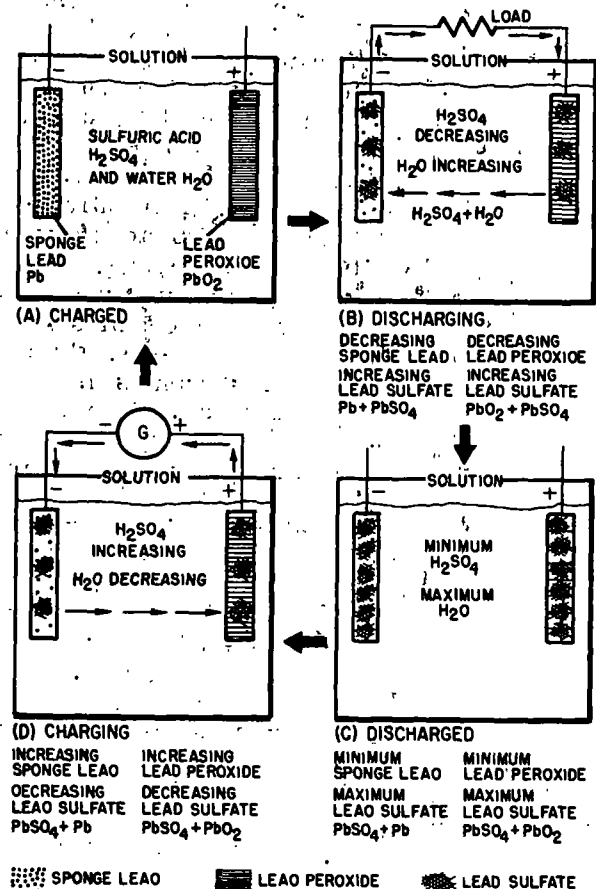 SOLUTION
- +
SULFURIC ACID
H2SO4
AND WATER H2O
SPONGE
LEAD
Pb
LEAD
PEROXIOE
PbO2
(A) CHARGED
LOAD
SOLUTION
- +
H2SO4
DECREASING
H2O INCREASING
H2SO4+H2O
(B) DISCHARGING
DECREASING DECREASING
SPONGE LEAD LEAD PEROXIOE
INCREASING INCREASING
LEAD SULFATE LEAD SULFATE
Pb+PbSO4 PbO2+PbSO4
- G +
SOLUTION
- +
H2SO4
INCREASING
H2O DECREASING
(D) CHARGING
INCREASING INCREASING
SPONGE LEAO LEAD PEROXIDE
OECREASING DECREASING
LEAO SULFATE LEAD SULFATE
PbSO4+Pb PbSO4+PbO2
SOLUTION
- +
MINIMUM
H2SO4
MAXIMUM
H2O
(C) DISCHARGED
MINIMUM MINIMUM
SPONGE LEAO LEAD PEROXIDE
MAXIMUM MAXIMUM
LEAO SULFATE LEAD SULFATE
PbSO4+Pb PbSO4+PbO2
SPONGE LEAO LEAO PEROXIDE LEAD SULFATE